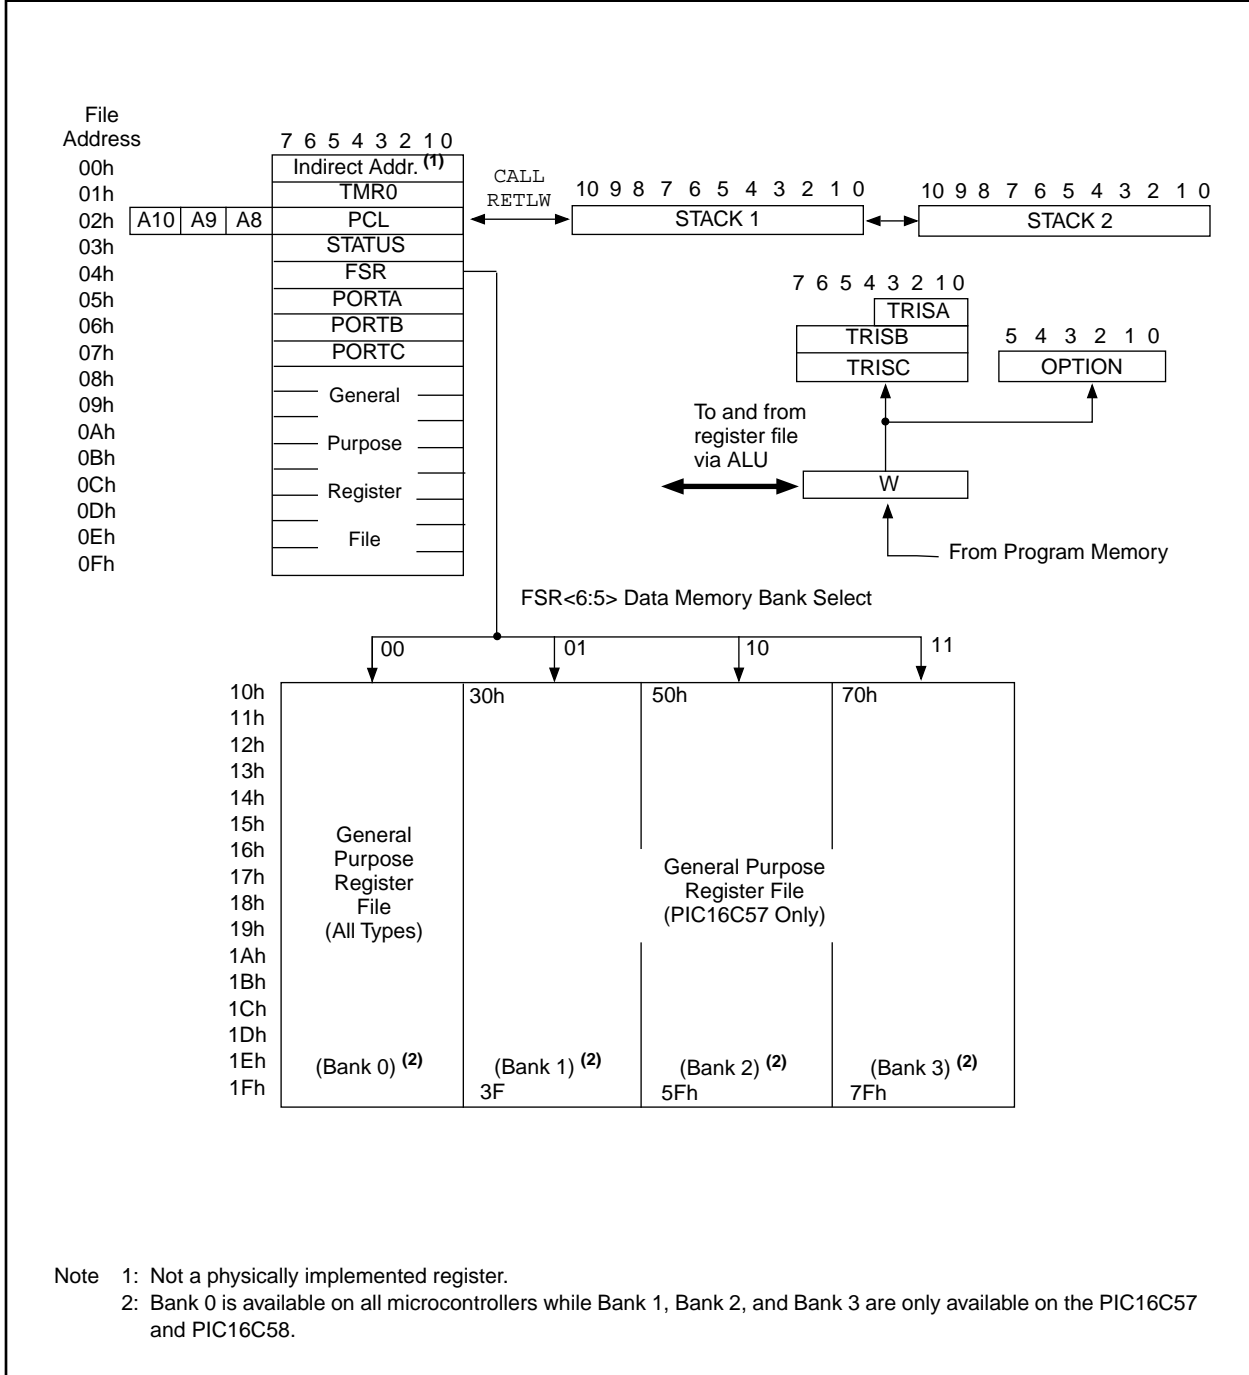 File
Address
7 6 5 4 3 2 1 0
00h
Indirect Addr. (1)
01h
TMR0
02h
A10 A9 A8
PCL
03h
STATUS
04h
FSR
05h
PORTA
06h
PORTB
07h
PORTC
08h
09h
0Ah
0Bh
0Ch
0Dh
0Eh
0Fh
General
Purpose
Register
File
CALL
RETLW
10 9 8 7 6 5 4 3 2 1 0
STACK 1
10 9 8 7 6 5 4 3 2 1 0
STACK 2
7 6 5 4 3 2 1 0
TRISA
TRISB
TRISC
5 4 3 2 1 0
OPTION
To and from
register file
via ALU
W
From Program Memory
FSR<6:5> Data Memory Bank Select
00
01
10
11
10h
11h
12h
13h
14h
15h
16h
17h
18h
19h
1Ah
1Bh
1Ch
1Dh
1Eh
1Fh
General
Purpose
Register
File
(All Types)
(Bank 0) (2)
30h
(Bank 1) (2)
3F
50h
General Purpose
Register File
(PIC16C57 Only)
(Bank 2) (2)
5Fh
70h
(Bank 3) (2)
7Fh
Note 1: Not a physically implemented register.
2: Bank 0 is available on all microcontrollers while Bank 1, Bank 2, and Bank 3 are only available on the PIC16C57
and PIC16C58.